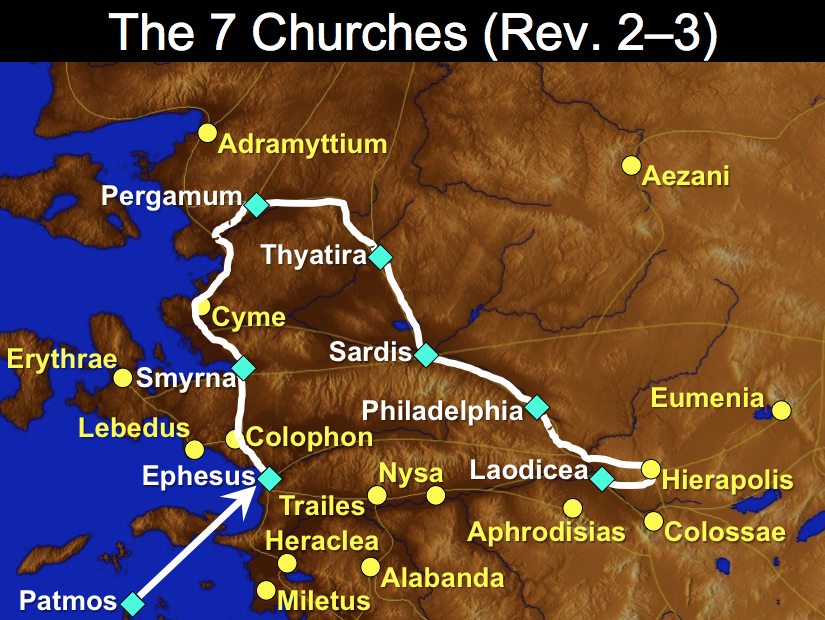 The 7 Churches (Rev. 2–3)
Adramyttium
Aezani
Pergamum
Thyatira
Cyme
Sardis
Erythrae
Smyrna
Philadelphia
Eumenia
Lebedus
Colophon
Ephesus
Nysa
Laodicea
Hierapolis
Trailes
Aphrodisias
Colossae
Heraclea
Alabanda
Patmos
Miletus